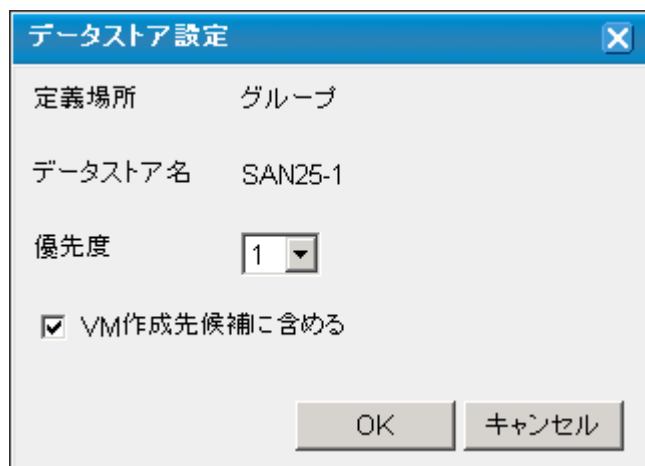 データストア設定
定義場所 グループ
データストア名 SAN25-1
優先度 1
VM作成先候補に含める
OK キャンセル